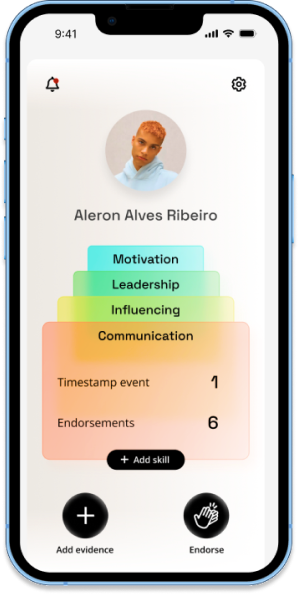 9:41
Aleron Alves Ribeiro
Motivation
Leadership
Influencing
Communication
Timestamp event 1
Endorsements 6
+ Add skill
Add evidence
Endorse